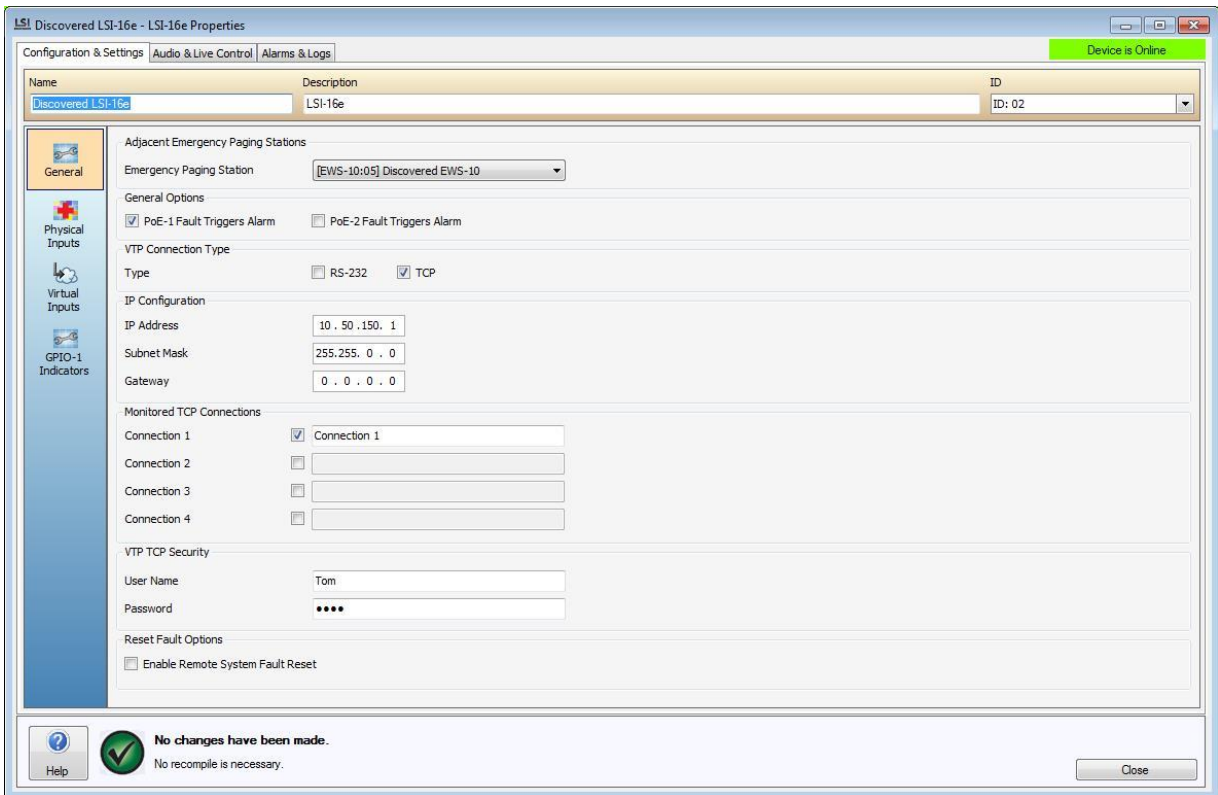 LSI Discovered LSI-16e - LSI-16e Properties
Configuration & Settings Audio & Live Control Alarms & Logs Device is Online
Name Description ID
Discovered LSI-16e LSI-16e ID: 02
General
Physical Inputs
Virtual Inputs
GPIO-1 Indicators
Adjacent Emergency Paging Stations
Emergency Paging Station [EWS-10:05] Discovered EWS-10
General Options
PoE-1 Fault Triggers Alarm PoE-2 Fault Triggers Alarm
VTP Connection Type
Type RS-232 TCP
IP Configuration
IP Address 10 . 50 .150. 1
Subnet Mask 255.255. 0 . 0
Gateway 0 . 0 . 0 . 0
Monitored TCP Connections
Connection 1 Connection 1
Connection 2
Connection 3
Connection 4
VTP TCP Security
User Name Tom
Password ••••
Reset Fault Options
Enable Remote System Fault Reset
? Help
No changes have been made.
No recompile is necessary.
Close